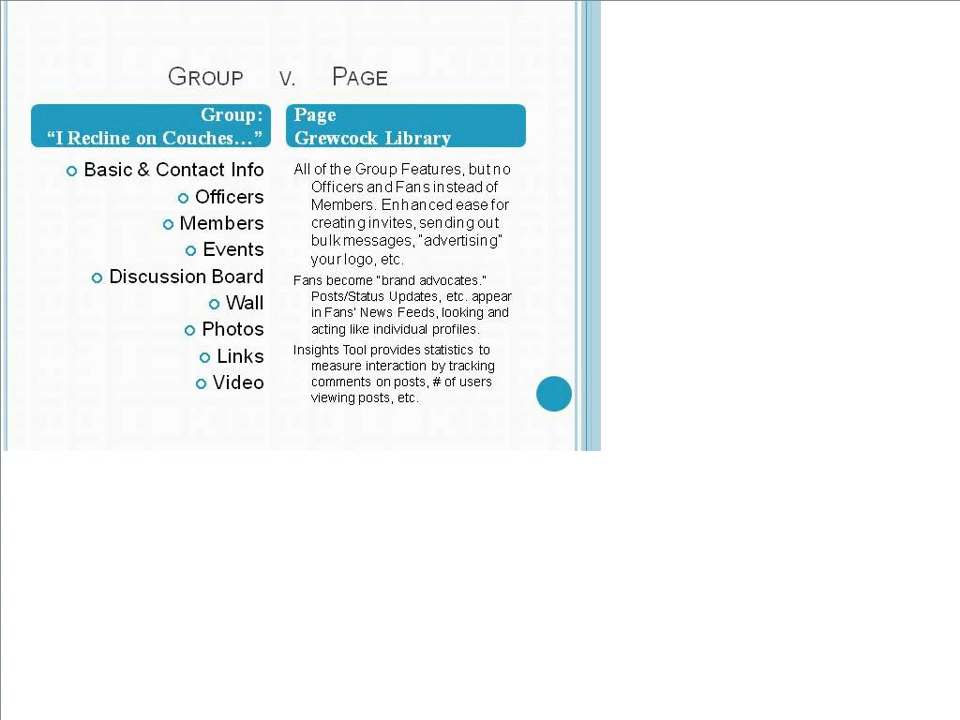 GROUP V. PAGE
Group:
“I Recline on Couches…”
Basic & Contact Info
Officers
Members
Events
Discussion Board
Wall
Photos
Links
Video
Page
Grewcock Library
All of the Group Features, but no
Officers and Fans instead of
Members. Enhanced ease for
creating invites, sending out
bulk messages, “advertising”
your logo, etc.
Fans become “brand advocates.”
Posts/Status Updates, etc. appear
in Fans’ News Feeds, looking and
acting like individual profiles.
Insights Tool provides statistics to
measure interaction by tracking
comments on posts, # of users
viewing posts, etc.